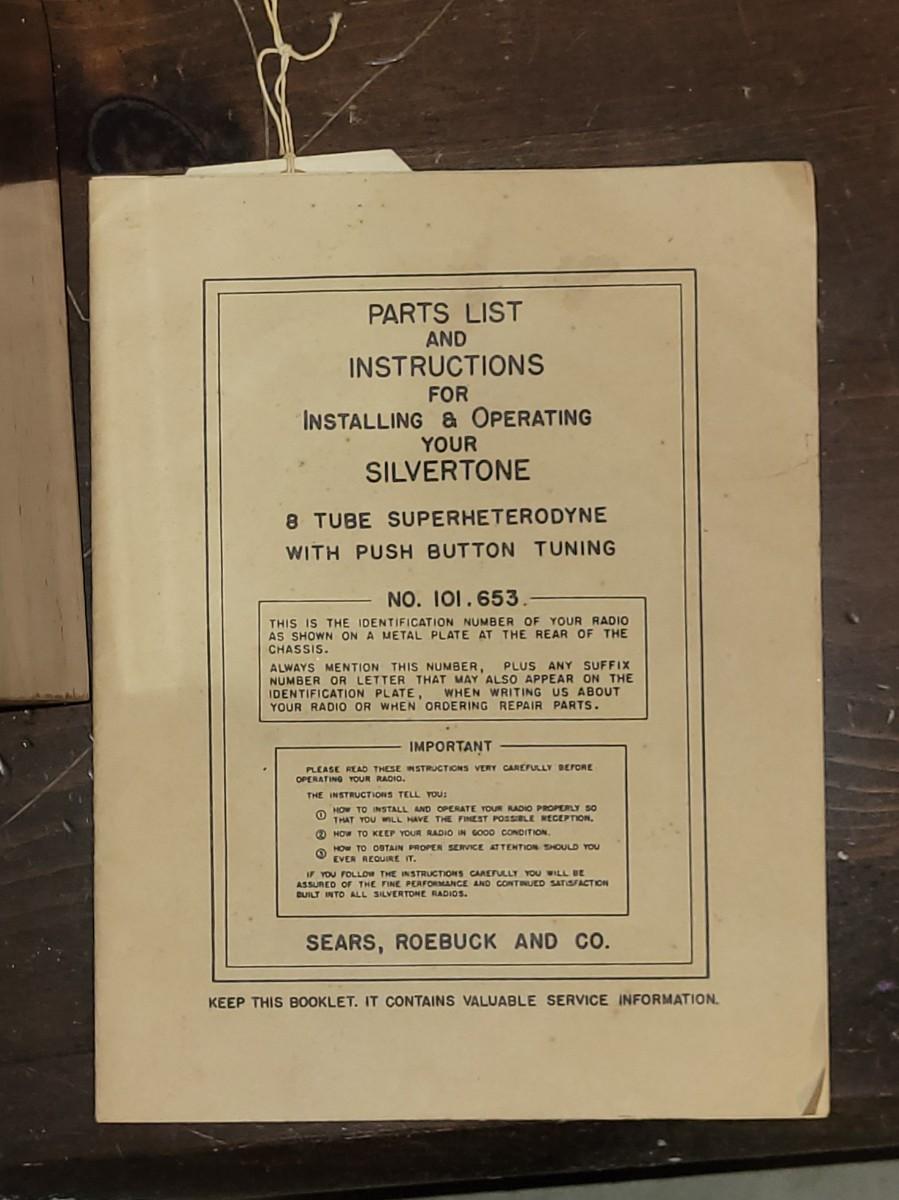 PARTS LIST
AND
INSTRUCTIONS
FOR
INSTALLING & OPERATING
YOUR
SILVERTONE
8 TUBE SUPERHETERODYNE
WITH PUSH BUTTON TUNING
NO. 101.653
THIS IS THE IDENTIFICATION NUMBER OF YOUR RADIO
AS SHOWN ON A METAL PLATE AT THE REAR OF THE
CHASSIS.
ALWAYS MENTION THIS NUMBER, PLUS ANY SUFFIX
NUMBER OR LETTER THAT MAY ALSO APPEAR ON THE
IDENTIFICATION PLATE, WHEN WRITING US ABOUT
YOUR RADIO OR WHEN ORDERING REPAIR PARTS.
IMPORTANT
PLEASE READ THESE INSTRUCTIONS VERY CAREFULLY BEFORE
OPERATING YOUR RADIO.
THE INSTRUCTIONS TELL YOU:
① HOW TO INSTALL AND OPERATE YOUR RADIO PROPERLY SO
THAT YOU WILL HAVE THE FINEST POSSIBLE RECEPTION.
② HOW TO KEEP YOUR RADIO IN GOOD CONDITION.
③ HOW TO OBTAIN PROPER SERVICE ATTENTION SHOULD YOU
EVER REQUIRE IT.
IF YOU FOLLOW THE INSTRUCTIONS CAREFULLY YOU WILL BE
ASSURED OF THE FINE PERFORMANCE AND CONTINUED SATISFACTION
BUILT INTO ALL SILVERTONE RADIOS.
SEARS, ROEBUCK AND CO.
KEEP THIS BOOKLET. IT CONTAINS VALUABLE SERVICE INFORMATION.